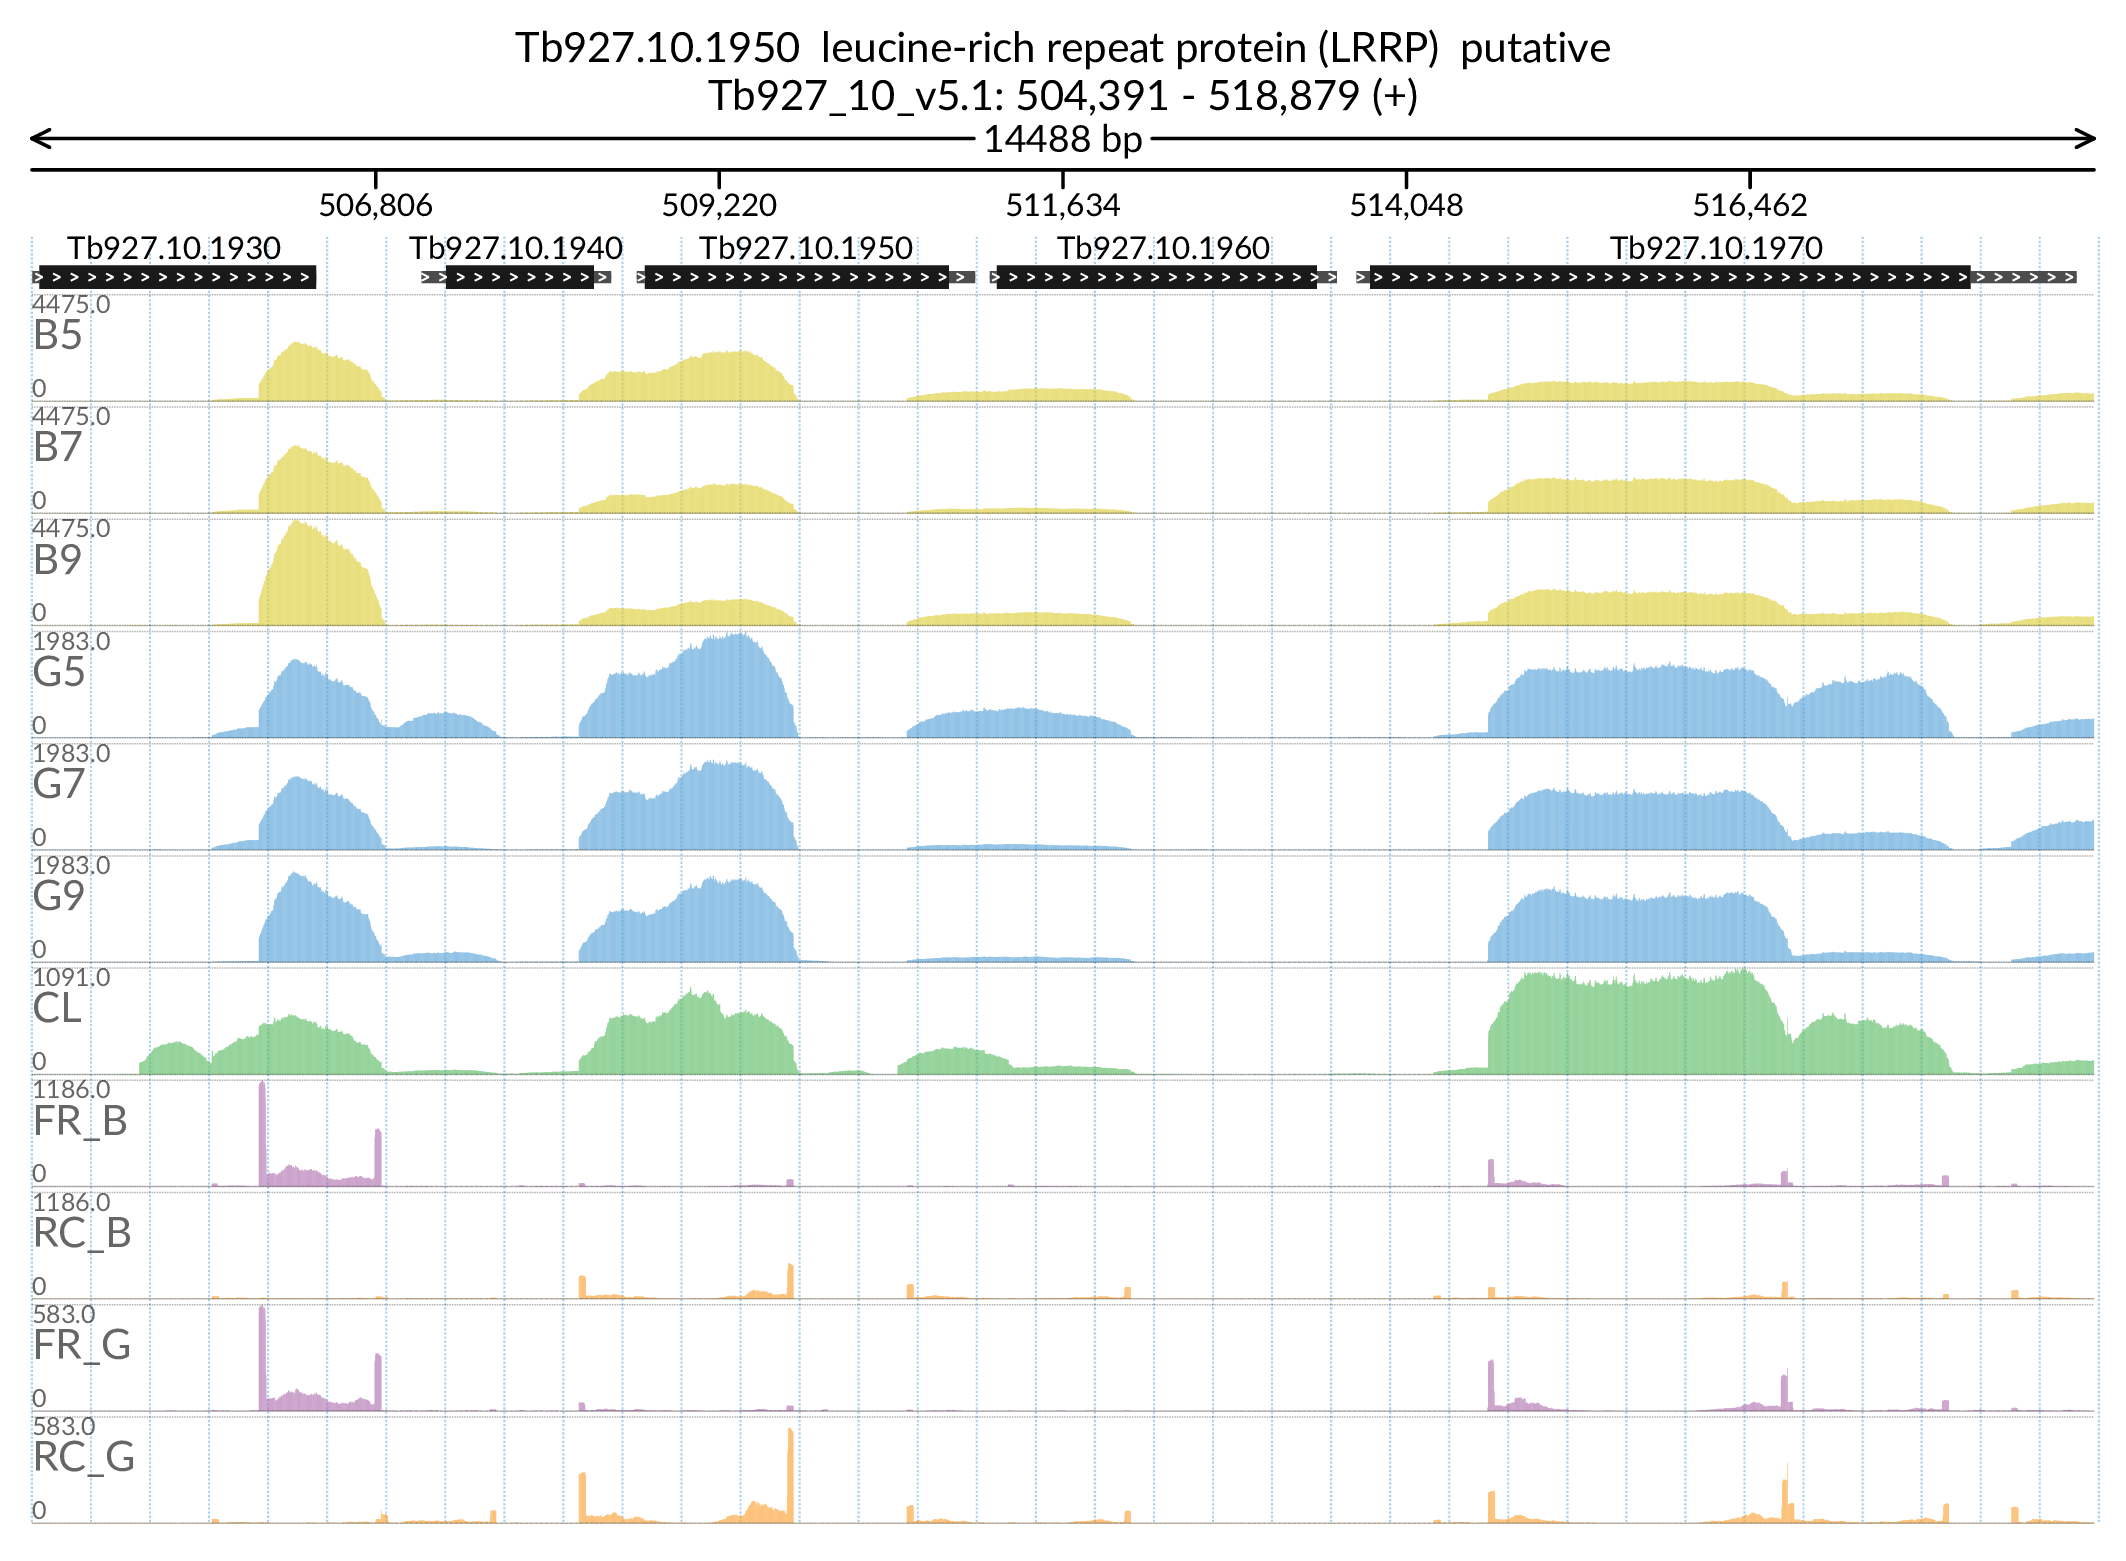 Tb927.10.1950 leucine-rich repeat protein (LRRP) putative
Tb927_10_v5.1: 504,391 - 518,879 (+)
14488 bp
506,806 509,220 511,634 514,048 516,462
Tb927.10.1930 Tb927.10.1940 Tb927.10.1950 Tb927.10.1960 Tb927.10.1970
4475.0
B5
0
4475.0
B7
0
4475.0
B9
0
1983.0
G5
0
1983.0
G7
0
1983.0
G9
0
1091.0
CL
0
1186.0
FR_B
0
1186.0
RC_B
0
583.0
FR_G
0
583.0
RC_G
0